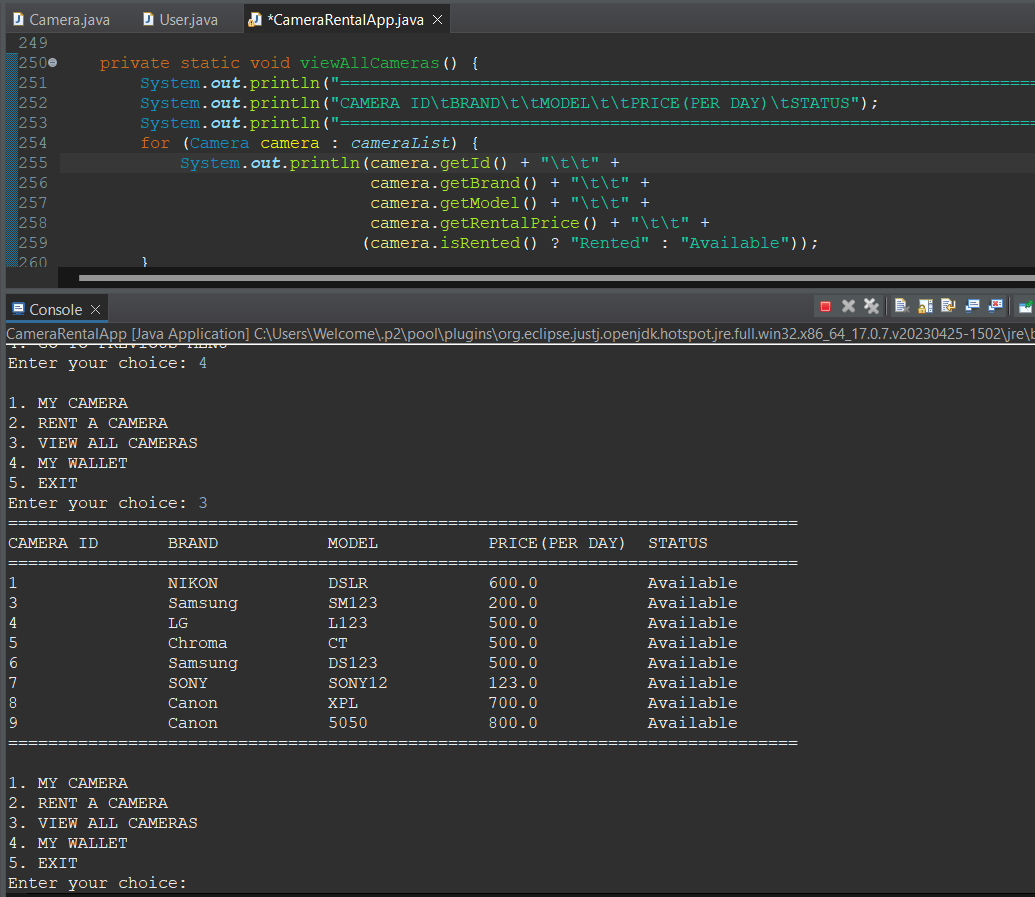 Camera.java User.java *CameraRentalApp.java
249
250 private static void viewAllCameras() {
251 System.out.println("======================================================================
252 System.out.println("CAMERA ID\tBRAND\t\tMODEL\t\tPRICE(PER DAY)\tSTATUS");
253 System.out.println("======================================================================
254 for (Camera camera : cameraList) {
255 System.out.println(camera.getId() + "\t\t" +
256 camera.getBrand() + "\t\t" +
257 camera.getModel() + "\t\t" +
258 camera.getRentalPrice() + "\t\t" +
259 (camera.isRented() ? "Rented" : "Available"));
260 }
Console
CameraRentalApp [Java Application] C:\Users\Welcome\.p2\pool\plugins\org.eclipse.justj.openjdk.hotspot.jre.full.win32.x86_64_17.0.7.v20230425-1502\jre\b
4. GO TO PREVIOUS MENU
Enter your choice: 4
1. MY CAMERA
2. RENT A CAMERA
3. VIEW ALL CAMERAS
4. MY WALLET
5. EXIT
Enter your choice: 3
===============================================================================
CAMERA ID BRAND MODEL PRICE(PER DAY) STATUS
===============================================================================
1 NIKON DSLR 600.0 Available
3 Samsung SM123 200.0 Available
4 LG L123 500.0 Available
5 Chroma CT 500.0 Available
6 Samsung DS123 500.0 Available
7 SONY SONY12 123.0 Available
8 Canon XPL 700.0 Available
9 Canon 5050 800.0 Available
===============================================================================
1. MY CAMERA
2. RENT A CAMERA
3. VIEW ALL CAMERAS
4. MY WALLET
5. EXIT
Enter your choice: